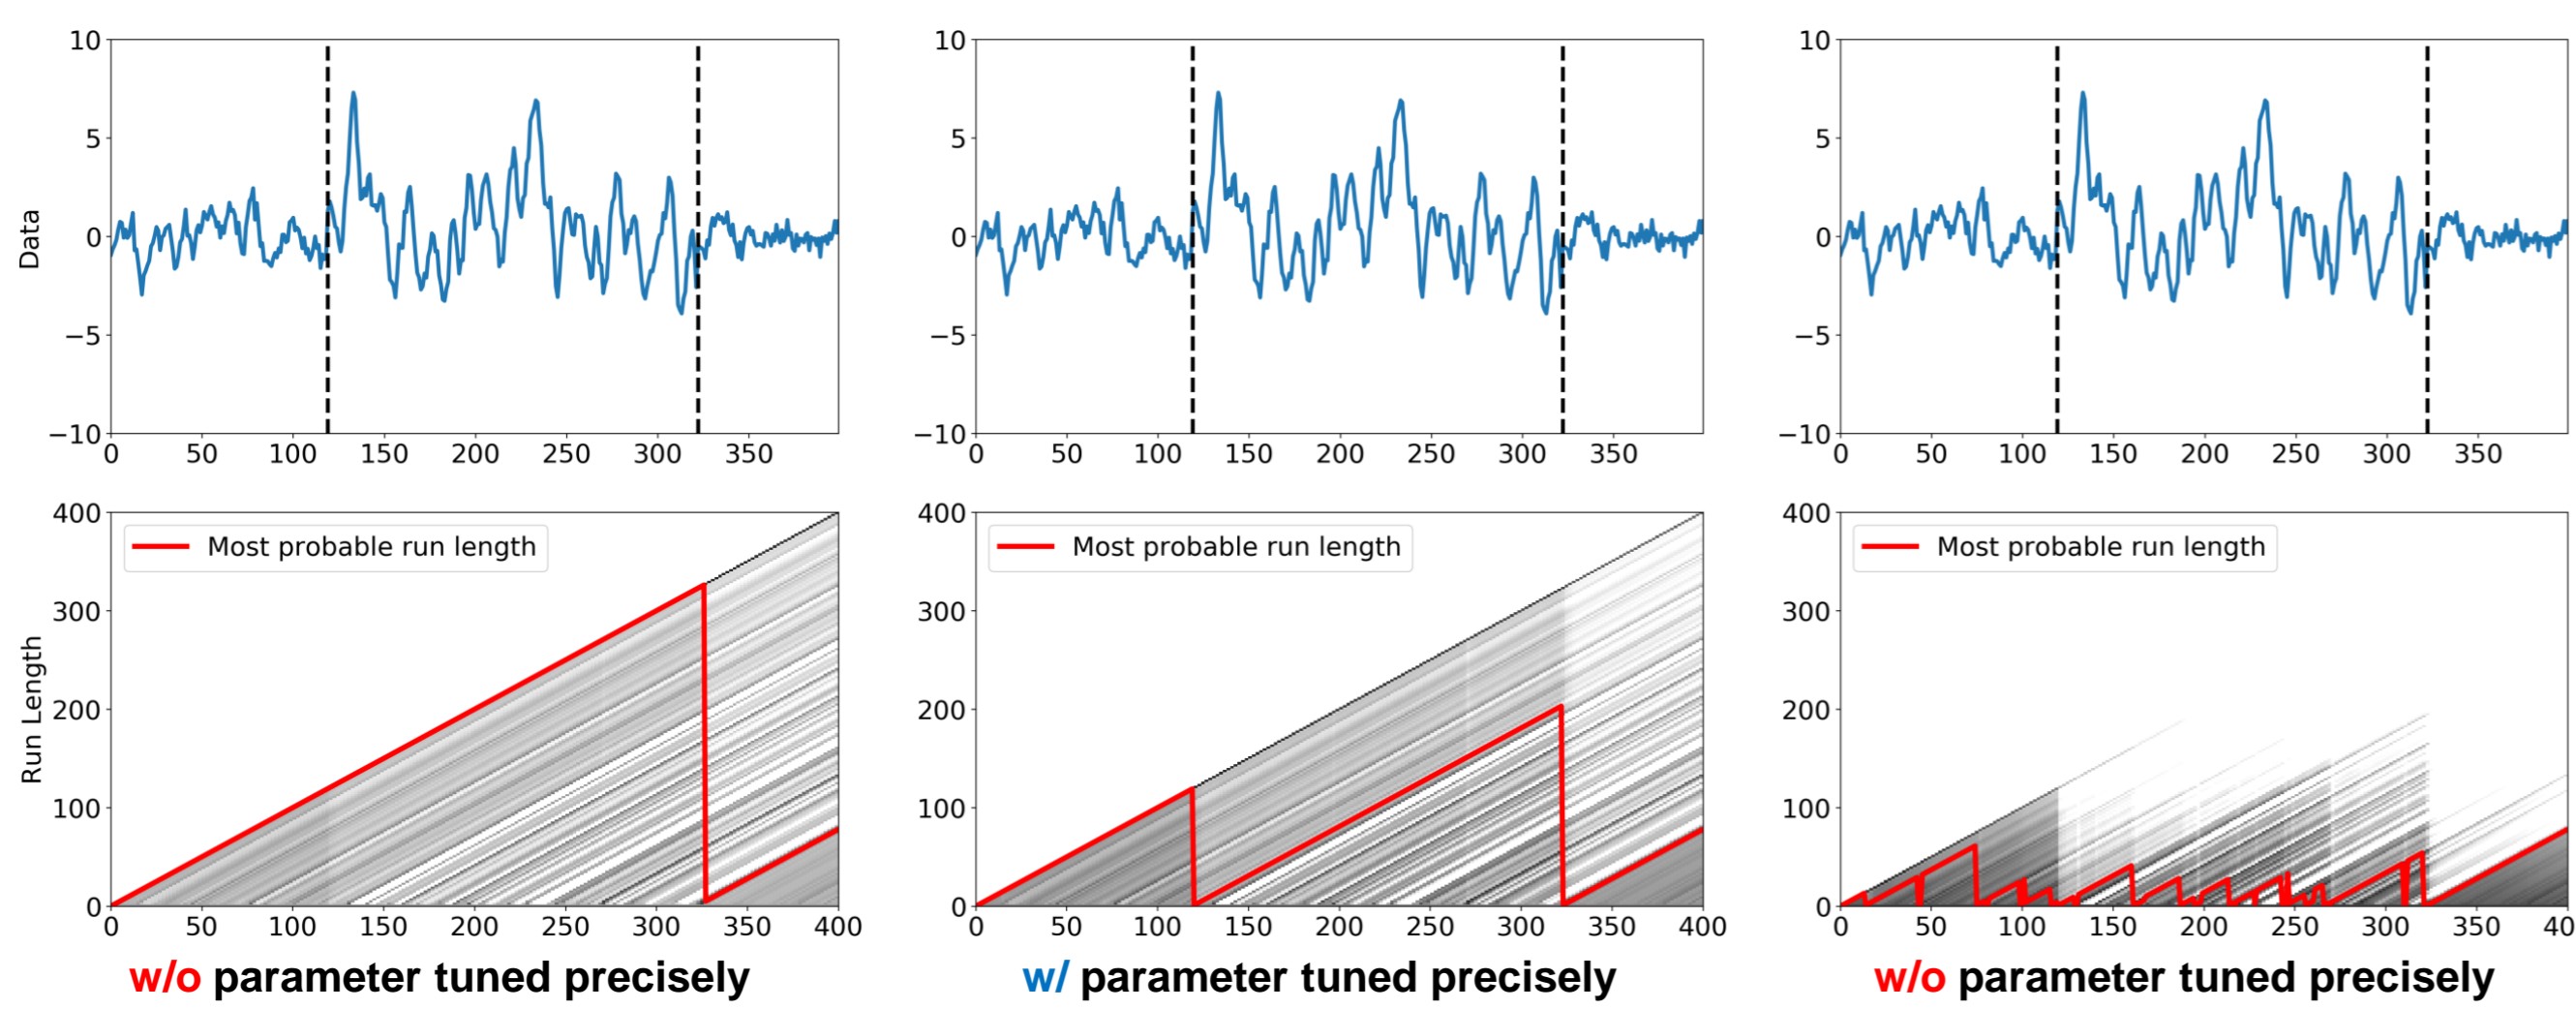 10
5
0
−5
−10
Data
0 50 100 150 200 250 300 350
10
5
0
−5
−10
0 50 100 150 200 250 300 350
10
5
0
−5
−10
0 50 100 150 200 250 300 350
400
300
200
100
0
Run Length
Most probable run length
0 50 100 150 200 250 300 350 400
400
300
200
100
0
Most probable run length
0 50 100 150 200 250 300 350 400
400
300
200
100
0
Most probable run length
0 50 100 150 200 250 300 350 40
w/o parameter tuned precisely
w/ parameter tuned precisely
w/o parameter tuned precisely